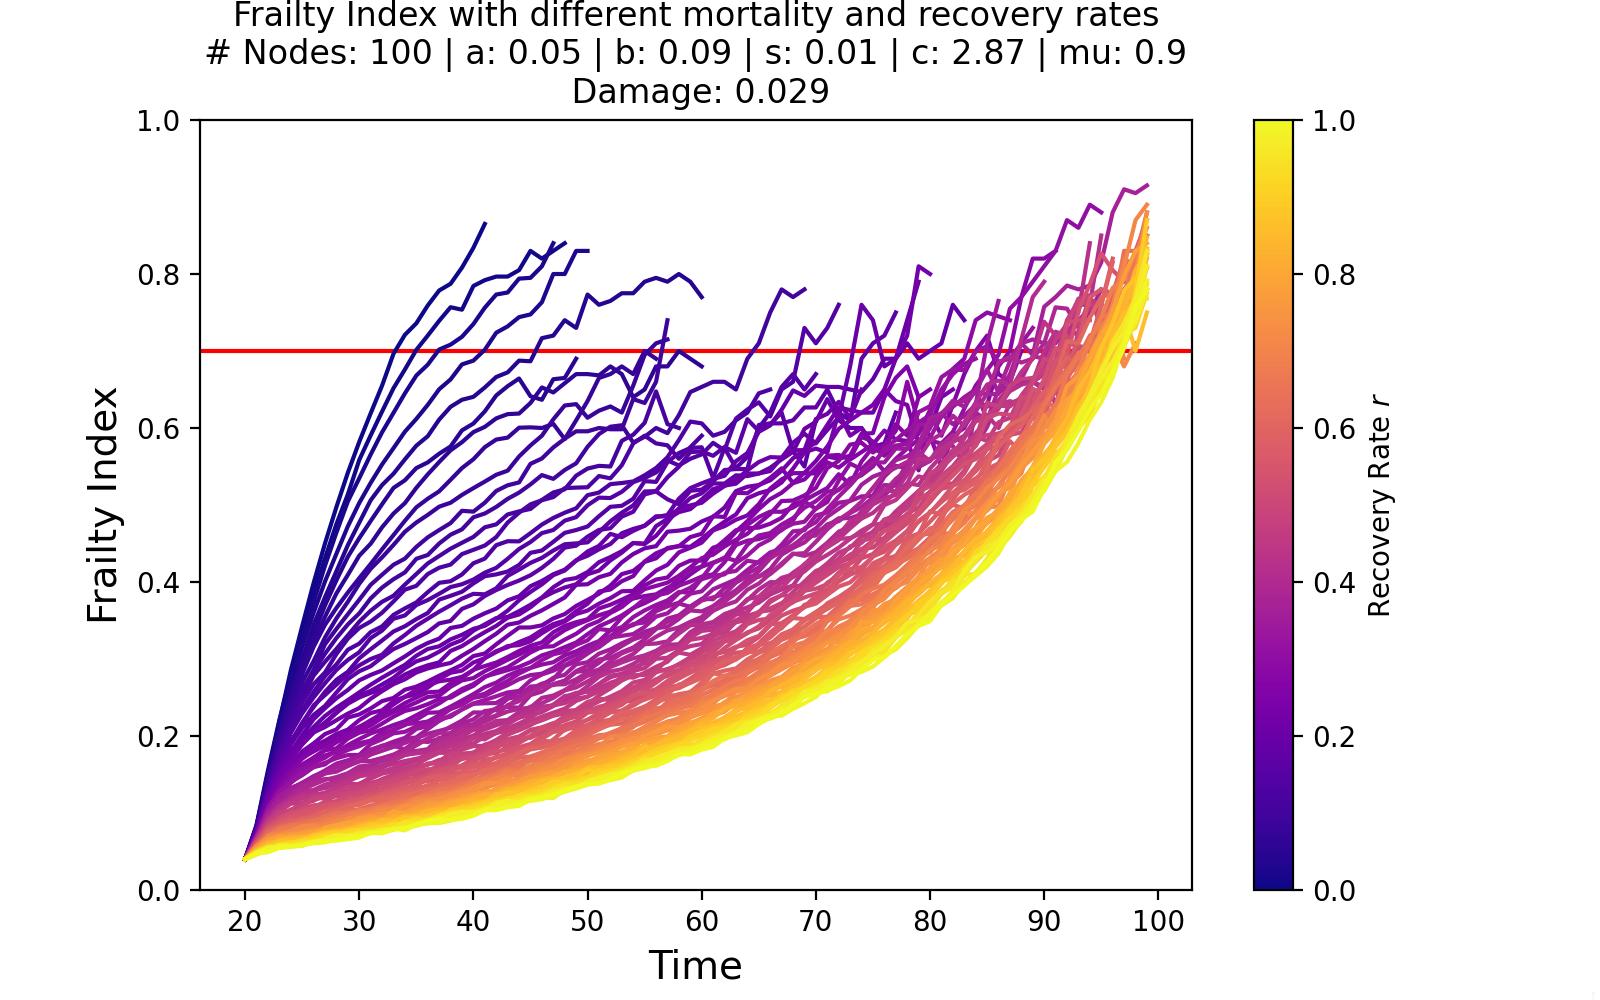 Frailty Index with different mortality and recovery rates
# Nodes: 100 | a: 0.05 | b: 0.09 | s: 0.01 | c: 2.87 | mu: 0.9
Damage: 0.029
1.0
0.8
0.6
0.4
0.2
0.0
Frailty Index
20 30 40 50 60 70 80 90 100
Time
1.0
0.8
0.6
0.4
0.2
0.0
Recovery Rate r